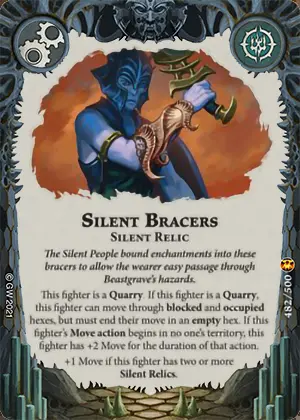 SILENT BRACERS
SILENT RELIC
The Silent People bound enchantments into these
bracers to allow the wearer easy passage through
Beastgrave's hazards.
This fighter is a Quarry. If this fighter is a Quarry,
this fighter can move through blocked and occupied
hexes, but must end their move in an empty hex. If this
fighter's Move action begins in no one's territory, this
fighter has +2 Move for the duration of that action.
+1 Move if this fighter has two or more
Silent Relics.
© GW 2021
482/500